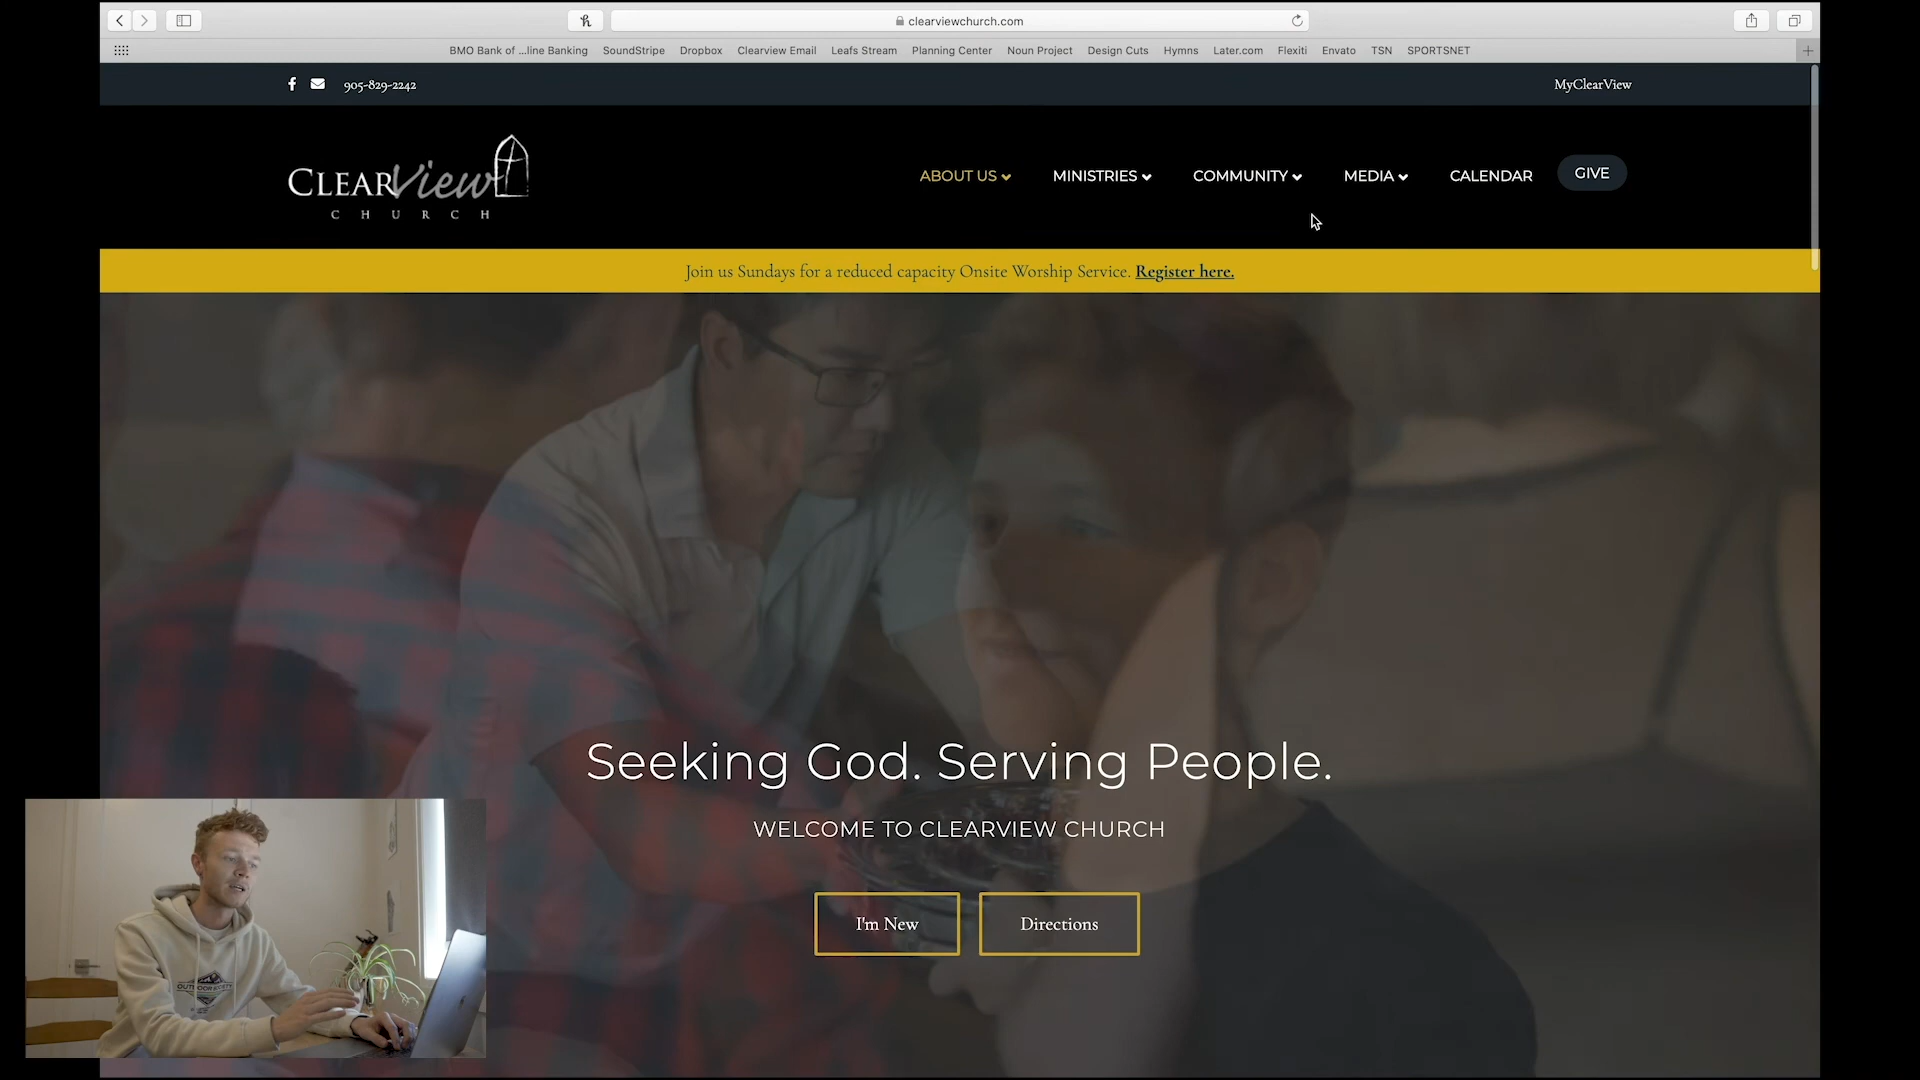 clearviewchurch.com
BMO Bank of ...line Banking SoundStripe Dropbox Clearview Email Leafs Stream Planning Center Noun Project Design Cuts Hymns Later.com Flexiti Envato TSN SPORTSNET
905-829-2242 MyClearView
CLEARView
CHURCH
ABOUT US MINISTRIES COMMUNITY MEDIA CALENDAR GIVE
Join us Sundays for a reduced capacity Onsite Worship Service. Register here.
Seeking God. Serving People.
WELCOME TO CLEARVIEW CHURCH
I'm New Directions